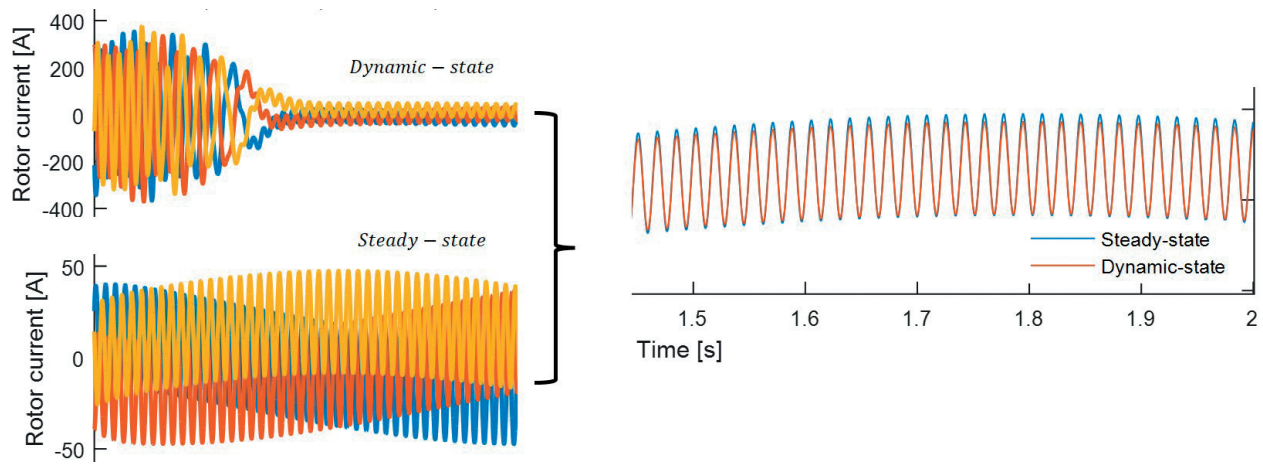 Rotor current [A]
400
200
0
-200
-400
Dynamic − state
Rotor current [A]
50
0
-50
Steady − state
Steady-state
Dynamic-state
1.5
1.6
1.7
1.8
1.9
2
Time [s]